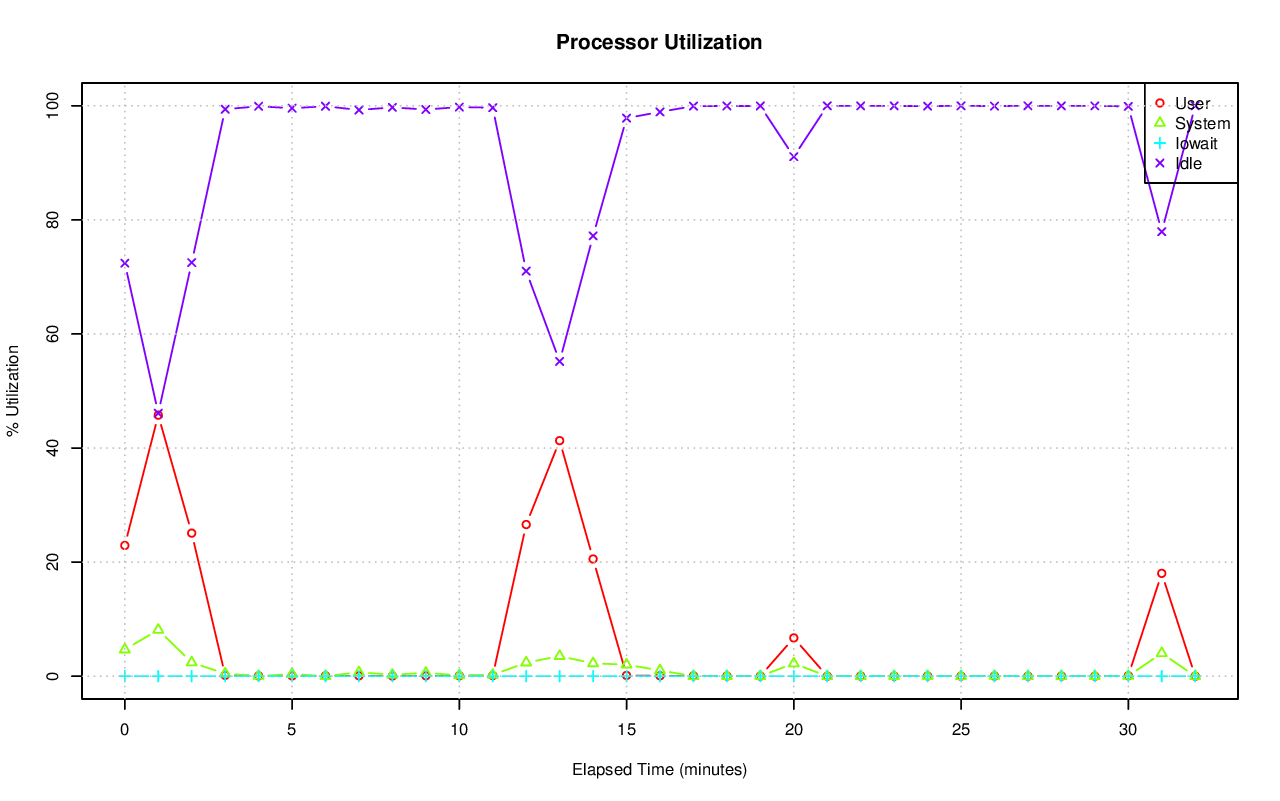 Processor Utilization
100
80
60
40
20
0
% Utilization
User
System
Iowait
Idle
0 5 10 15 20 25 30
Elapsed Time (minutes)